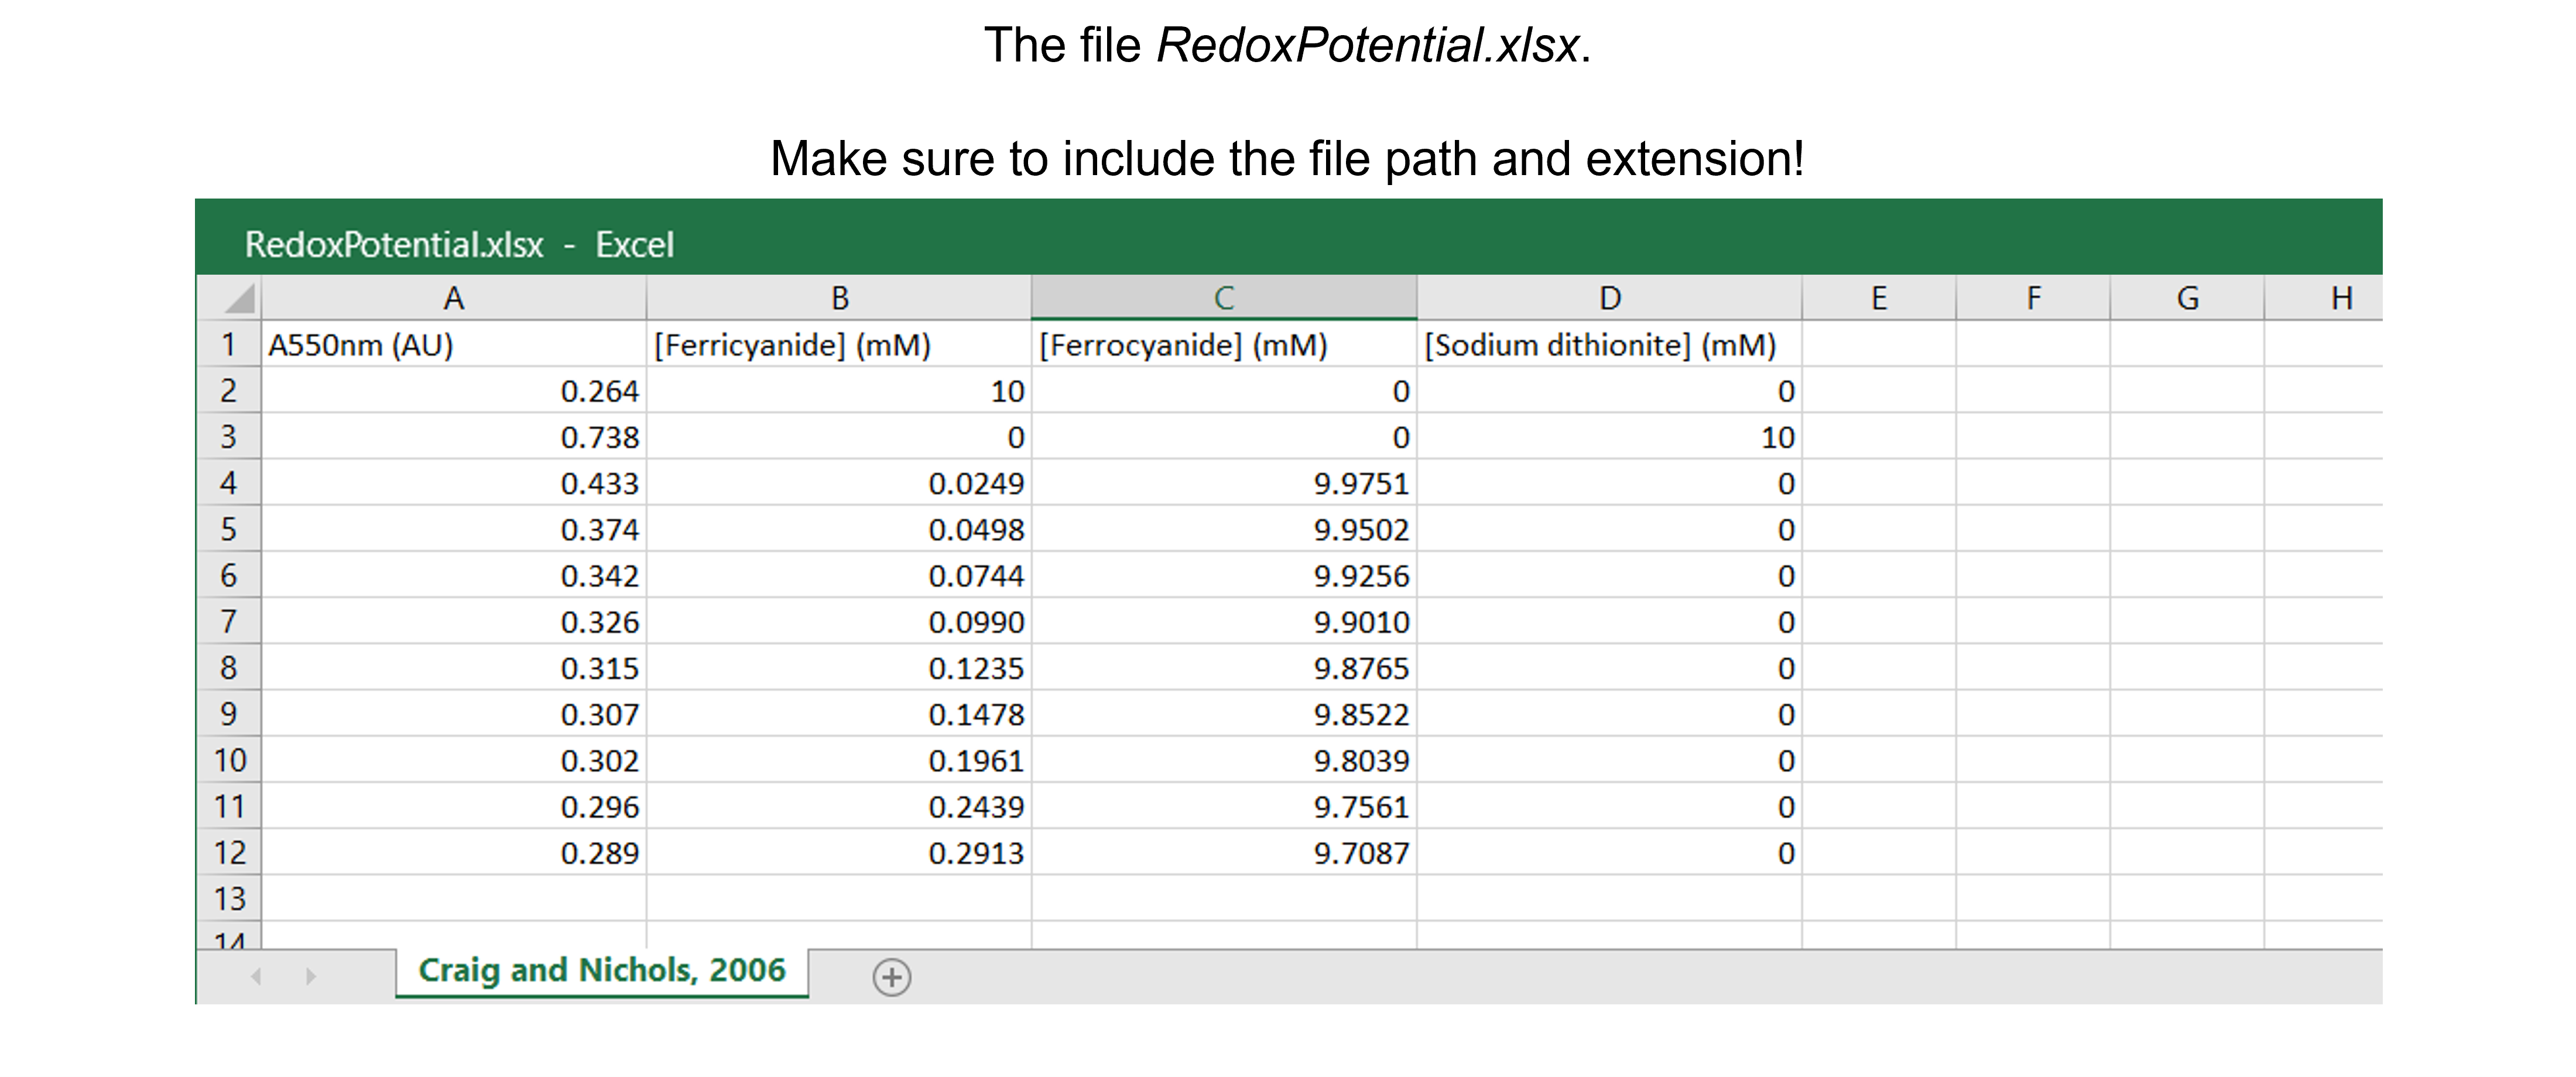 The file RedoxPotential.xlsx.
Make sure to include the file path and extension!
RedoxPotential.xlsx - Excel
A B C D E F G H
1 A550nm (AU) [Ferricyanide] (mM) [Ferrocyanide] (mM) [Sodium dithionite] (mM)
2 0.264 10 0 0
3 0.738 0 0 10
4 0.433 0.0249 9.9751 0
5 0.374 0.0498 9.9502 0
6 0.342 0.0744 9.9256 0
7 0.326 0.0990 9.9010 0
8 0.315 0.1235 9.8765 0
9 0.307 0.1478 9.8522 0
10 0.302 0.1961 9.8039 0
11 0.296 0.2439 9.7561 0
12 0.289 0.2913 9.7087 0
13
14
Craig and Nichols, 2006